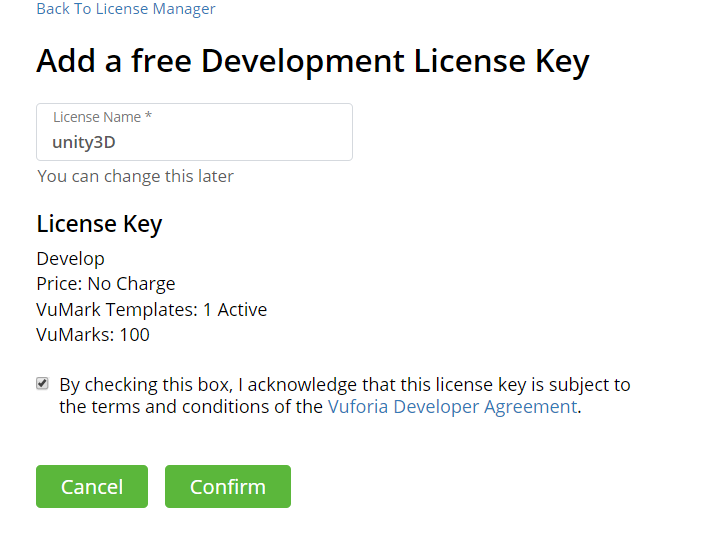 Back To License Manager
Add a free Development License Key
License Name *
unity3D
You can change this later
License Key
Develop
Price: No Charge
VuMark Templates: 1 Active
VuMarks: 100
By checking this box, I acknowledge that this license key is subject to
the terms and conditions of the Vuforia Developer Agreement.
Cancel Confirm